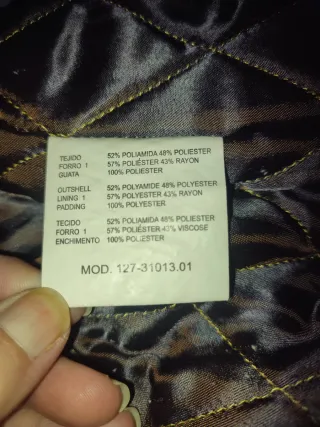 TEJIDO 52% POLIAMIDA 48% POLIESTER
FORRO 1 57% POLIÉSTER 43% RAYON
GUATA 100% POLIESTER
OUTSHELL 52% POLYAMIDE 48% POLYESTER
LINING 1 57% POLYESTER 43% RAYON
PADDING 100% POLYESTER
TECIDO 52% POLIAMIDA 48% POLIESTER
FORRO 1 57% POLIÉSTER 43% VISCOSE
ENCHIMENTO 100% POLIESTER
MOD. 127-31013.01